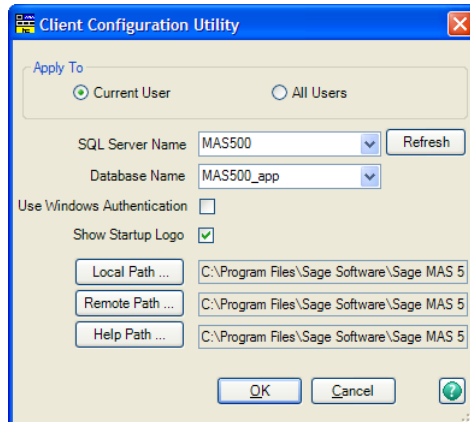 Client Configuration Utility
Apply To
Current User
All Users
SQL Server Name
MAS500
Refresh
Database Name
MAS500_app
Use Windows Authentication
Show Startup Logo
Local Path ...
C:\Program Files\Sage Software\Sage MAS 5
Remote Path ...
C:\Program Files\Sage Software\Sage MAS 5
Help Path ...
C:\Program Files\Sage Software\Sage MAS 5
OK
Cancel
?